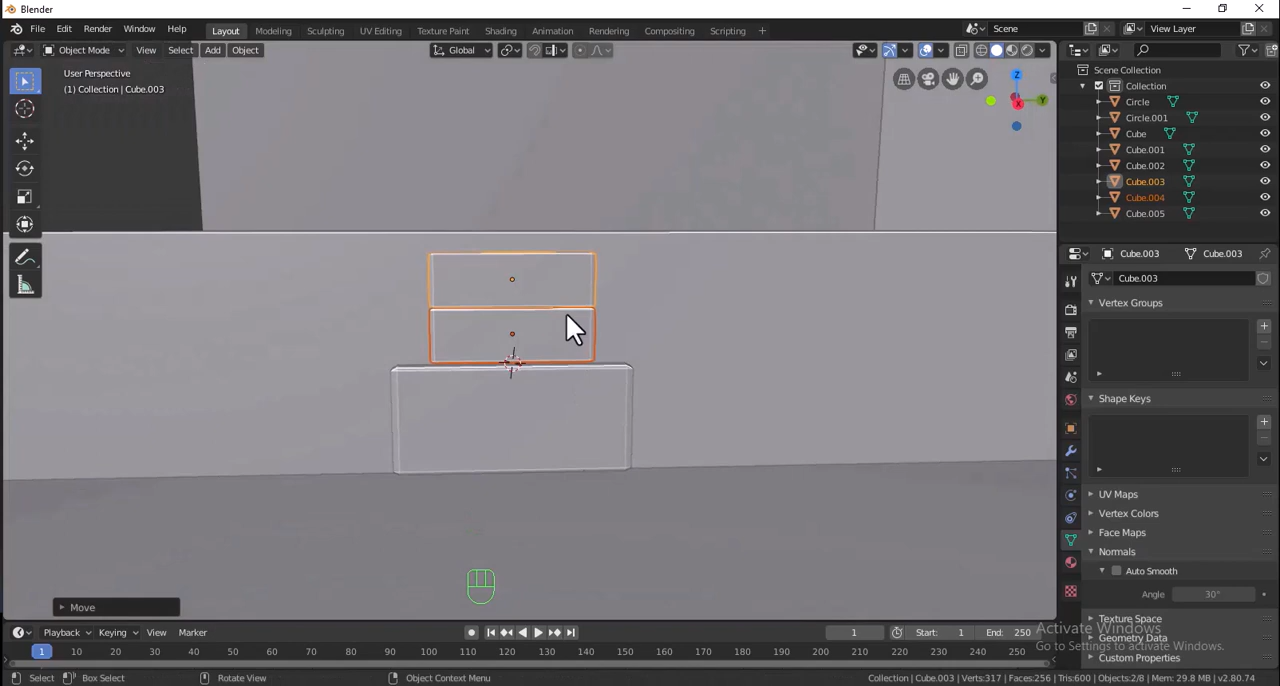 Blender
File Edit Render Window Help Layout Modeling Sculpting UV Editing Texture Paint Shading Animation Rendering Compositing Scripting + Scene View Layer
Object Mode View Select Add Object Global
User Perspective
(1) Collection | Cube.003
Z
Y
X
Scene Collection
Collection
Circle
Circle.001
Cube
Cube.001
Cube.002
Cube.003
Cube.004
Cube.005
Cube.003 Cube.003
Cube.003
Vertex Groups
Shape Keys
UV Maps
Vertex Colors
Face Maps
Normals
Auto Smooth
Angle 30°
Texture Space
Geometry Data
Custom Properties
Move
Activate Windows
Go to Settings to activate Windows.
Playback Keying View Marker 1 Start: 1 End: 250
1 10 20 30 40 50 60 70 80 90 100 110 120 130 140 150 160 170 180 190 200 210 220 230 240 250
Select Box Select Rotate View Object Context Menu Collection | Cube.003 | Verts:317 | Faces:256 | Tris:600 | Objects:2/8 | Mem: 29.8 MB | v2.80.74